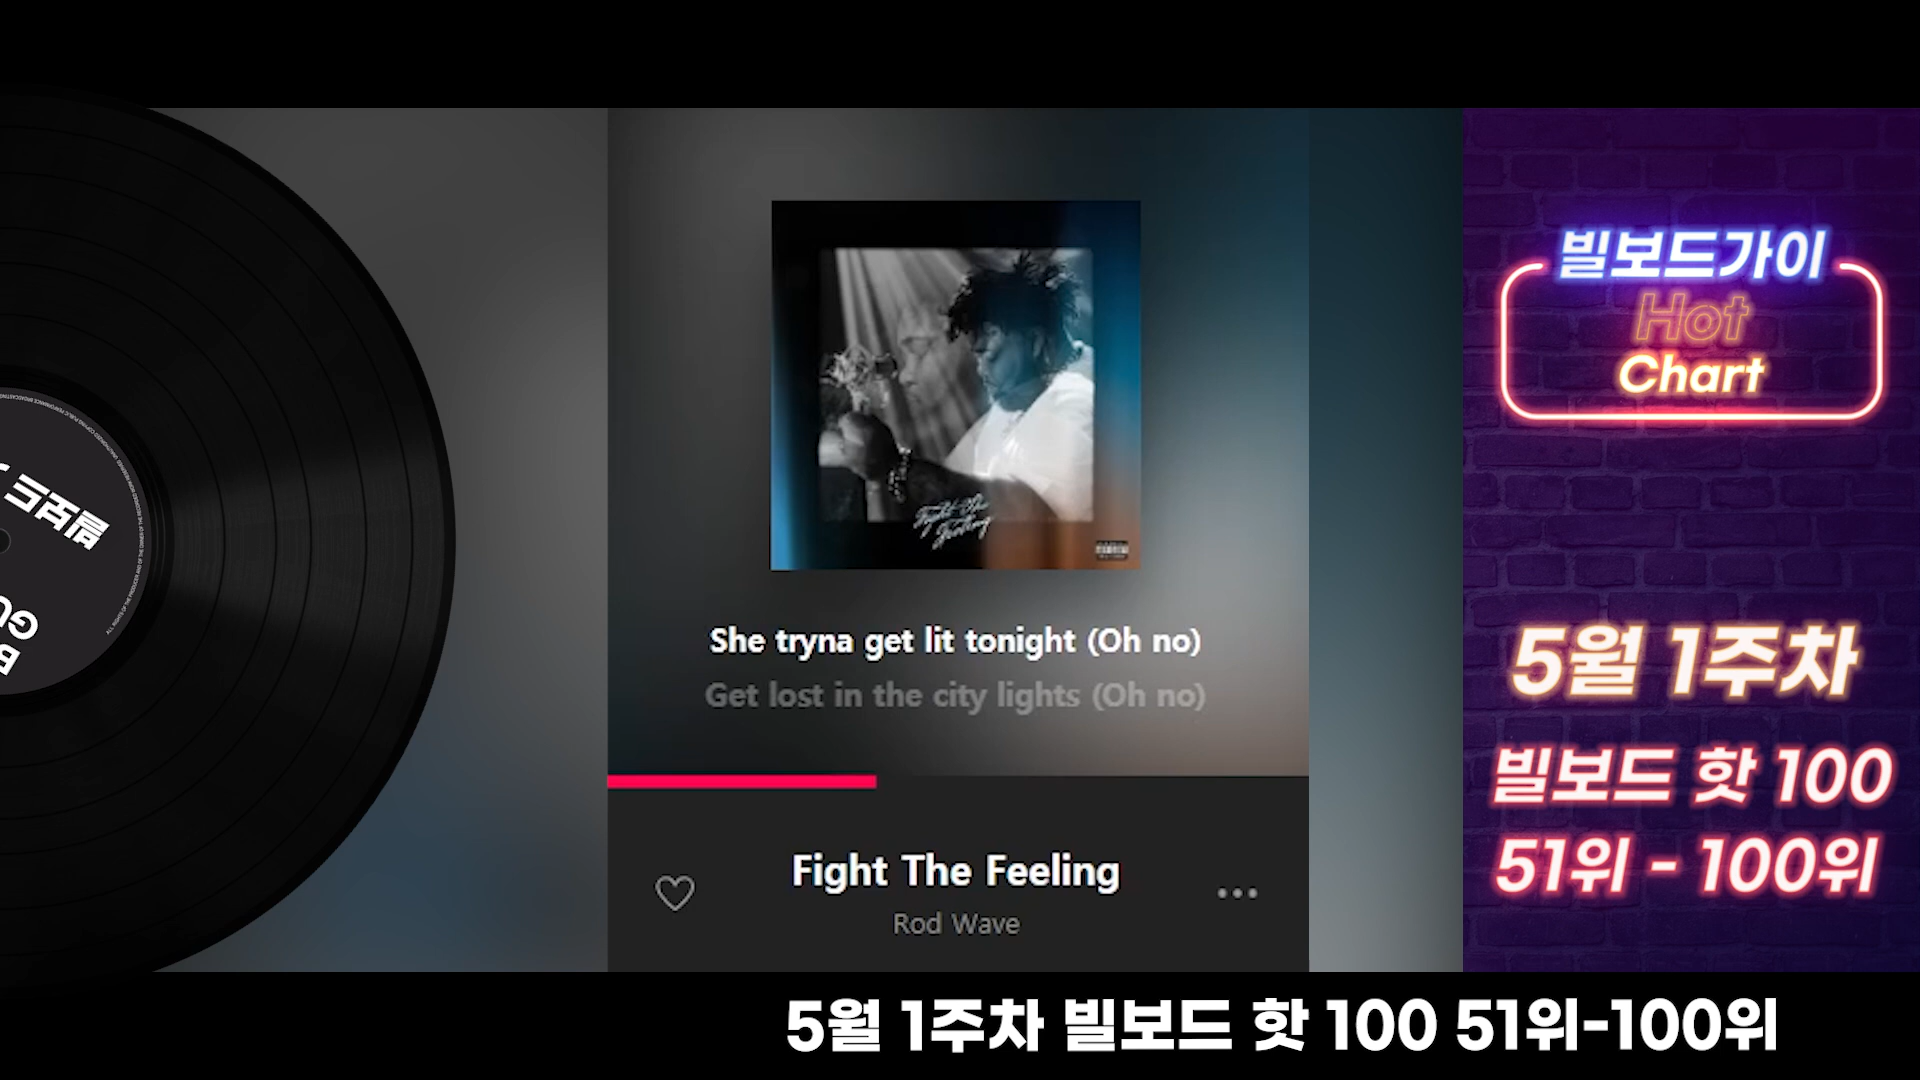 빌보드가이
Hot
Chart
Fight The
Feeling
She tryna get lit tonight (Oh no)
Get lost in the city lights (Oh no)
Fight The Feeling
Rod Wave
5월 1주차
빌보드 핫 100
51위 - 100위
5월 1주차 빌보드 핫 100 51위-100위